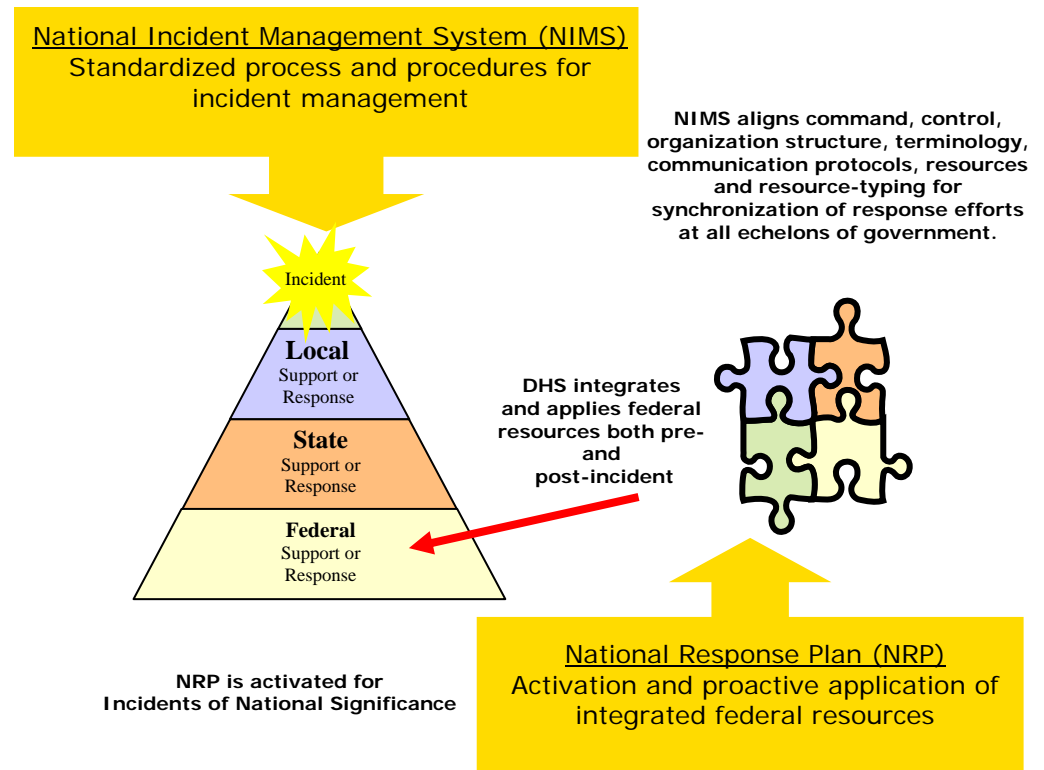 National Incident Management System (NIMS)
Standardized process and procedures for
incident management
NIMS aligns command, control,
organization structure, terminology,
communication protocols, resources
and resource-typing for
synchronization of response efforts
at all echelons of government.
Incident
Local
Support or
Response
State
Support or
Response
Federal
Support or
Response
DHS integrates
and applies federal
resources both pre-
and
post-incident
NRP is activated for
Incidents of National Significance
National Response Plan (NRP)
Activation and proactive application of
integrated federal resources